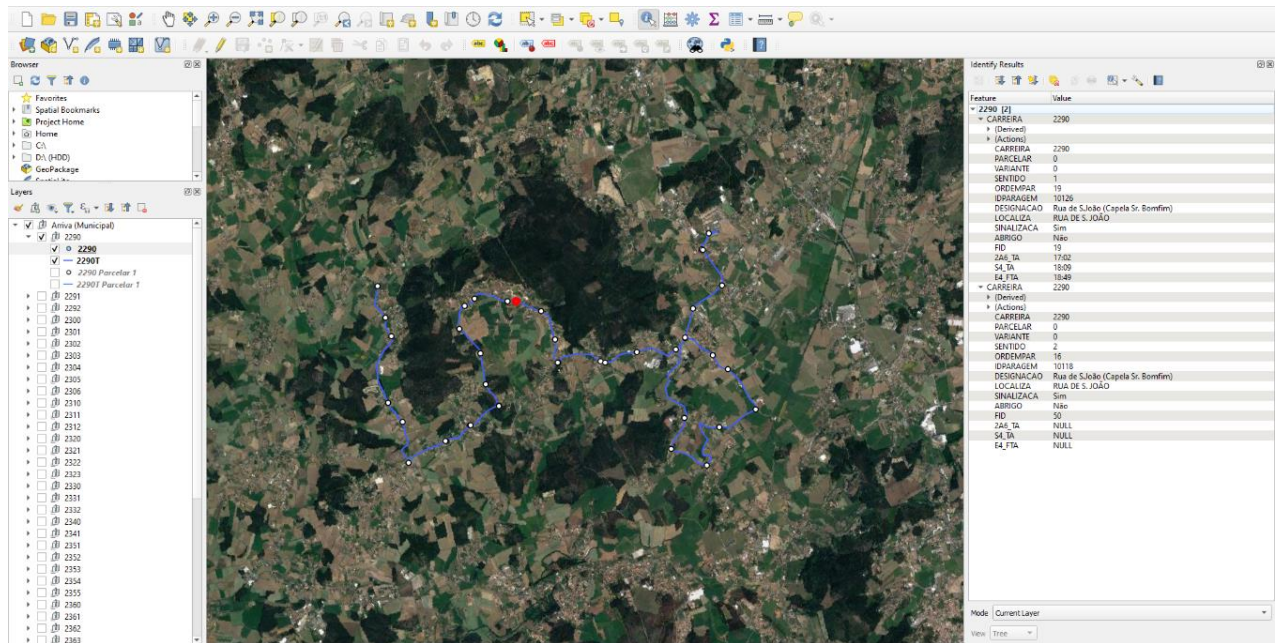 Browser
Favorites
Spatial Bookmarks
Project Home
Home
C:\
D:\ (HDD)
GeoPackage
SpatiaLite
Layers
Arriva (Municipal)
2290
2290
2290T
2290 Parcelar 1
2290T Parcelar 1
2291
2292
2300
2301
2302
2303
2304
2305
2306
2310
2311
2312
2320
2321
2322
2323
2330
2331
2332
2340
2341
2351
2352
2353
2354
2355
2360
2361
2362
2363
Identify Results
Feature Value
2290 [2]
CARREIRA 2290
(Derived)
(Actions)
CARREIRA 2290
PARCELAR 0
VARIANTE 0
SENTIDO 1
ORDEMPAR 19
IDPARAGEM 10126
DESIGNACAO Rua de S.João (Capela Sr. Bomfim)
LOCALIZA RUA DE S. JOÃO
SINALIZACA Sim
ABRIGO Não
FID 19
2A6_TA 17:02
S4_TA 18:09
E4_FTA 18:49
CARREIRA 2290
(Derived)
(Actions)
CARREIRA 2290
PARCELAR 0
VARIANTE 0
SENTIDO 2
ORDEMPAR 16
IDPARAGEM 10118
DESIGNACAO Rua de S.João (Capela Sr. Bomfim)
LOCALIZA RUA DE S. JOÃO
SINALIZACA Sim
ABRIGO Não
FID 50
2A6_TA NULL
S4_TA NULL
E4_FTA NULL
Mode Current Layer
View Tree